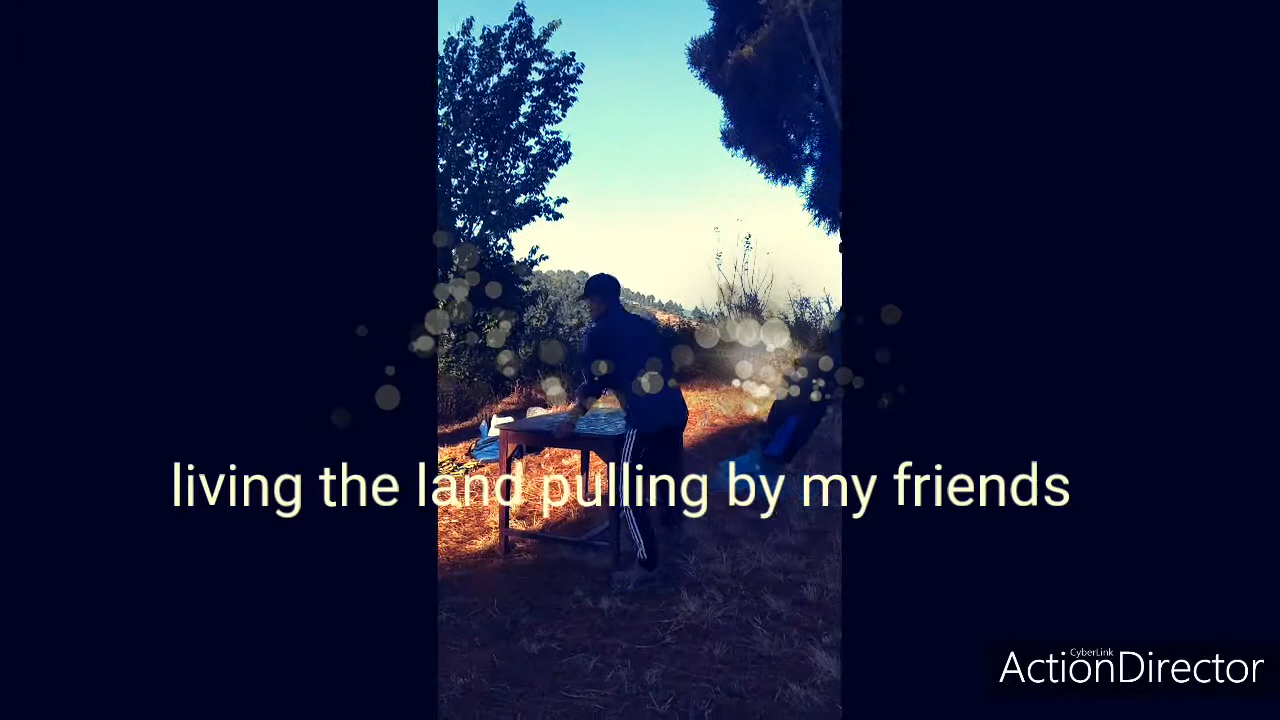 living the land pulling by my friends
CyberLink
ActionDirector